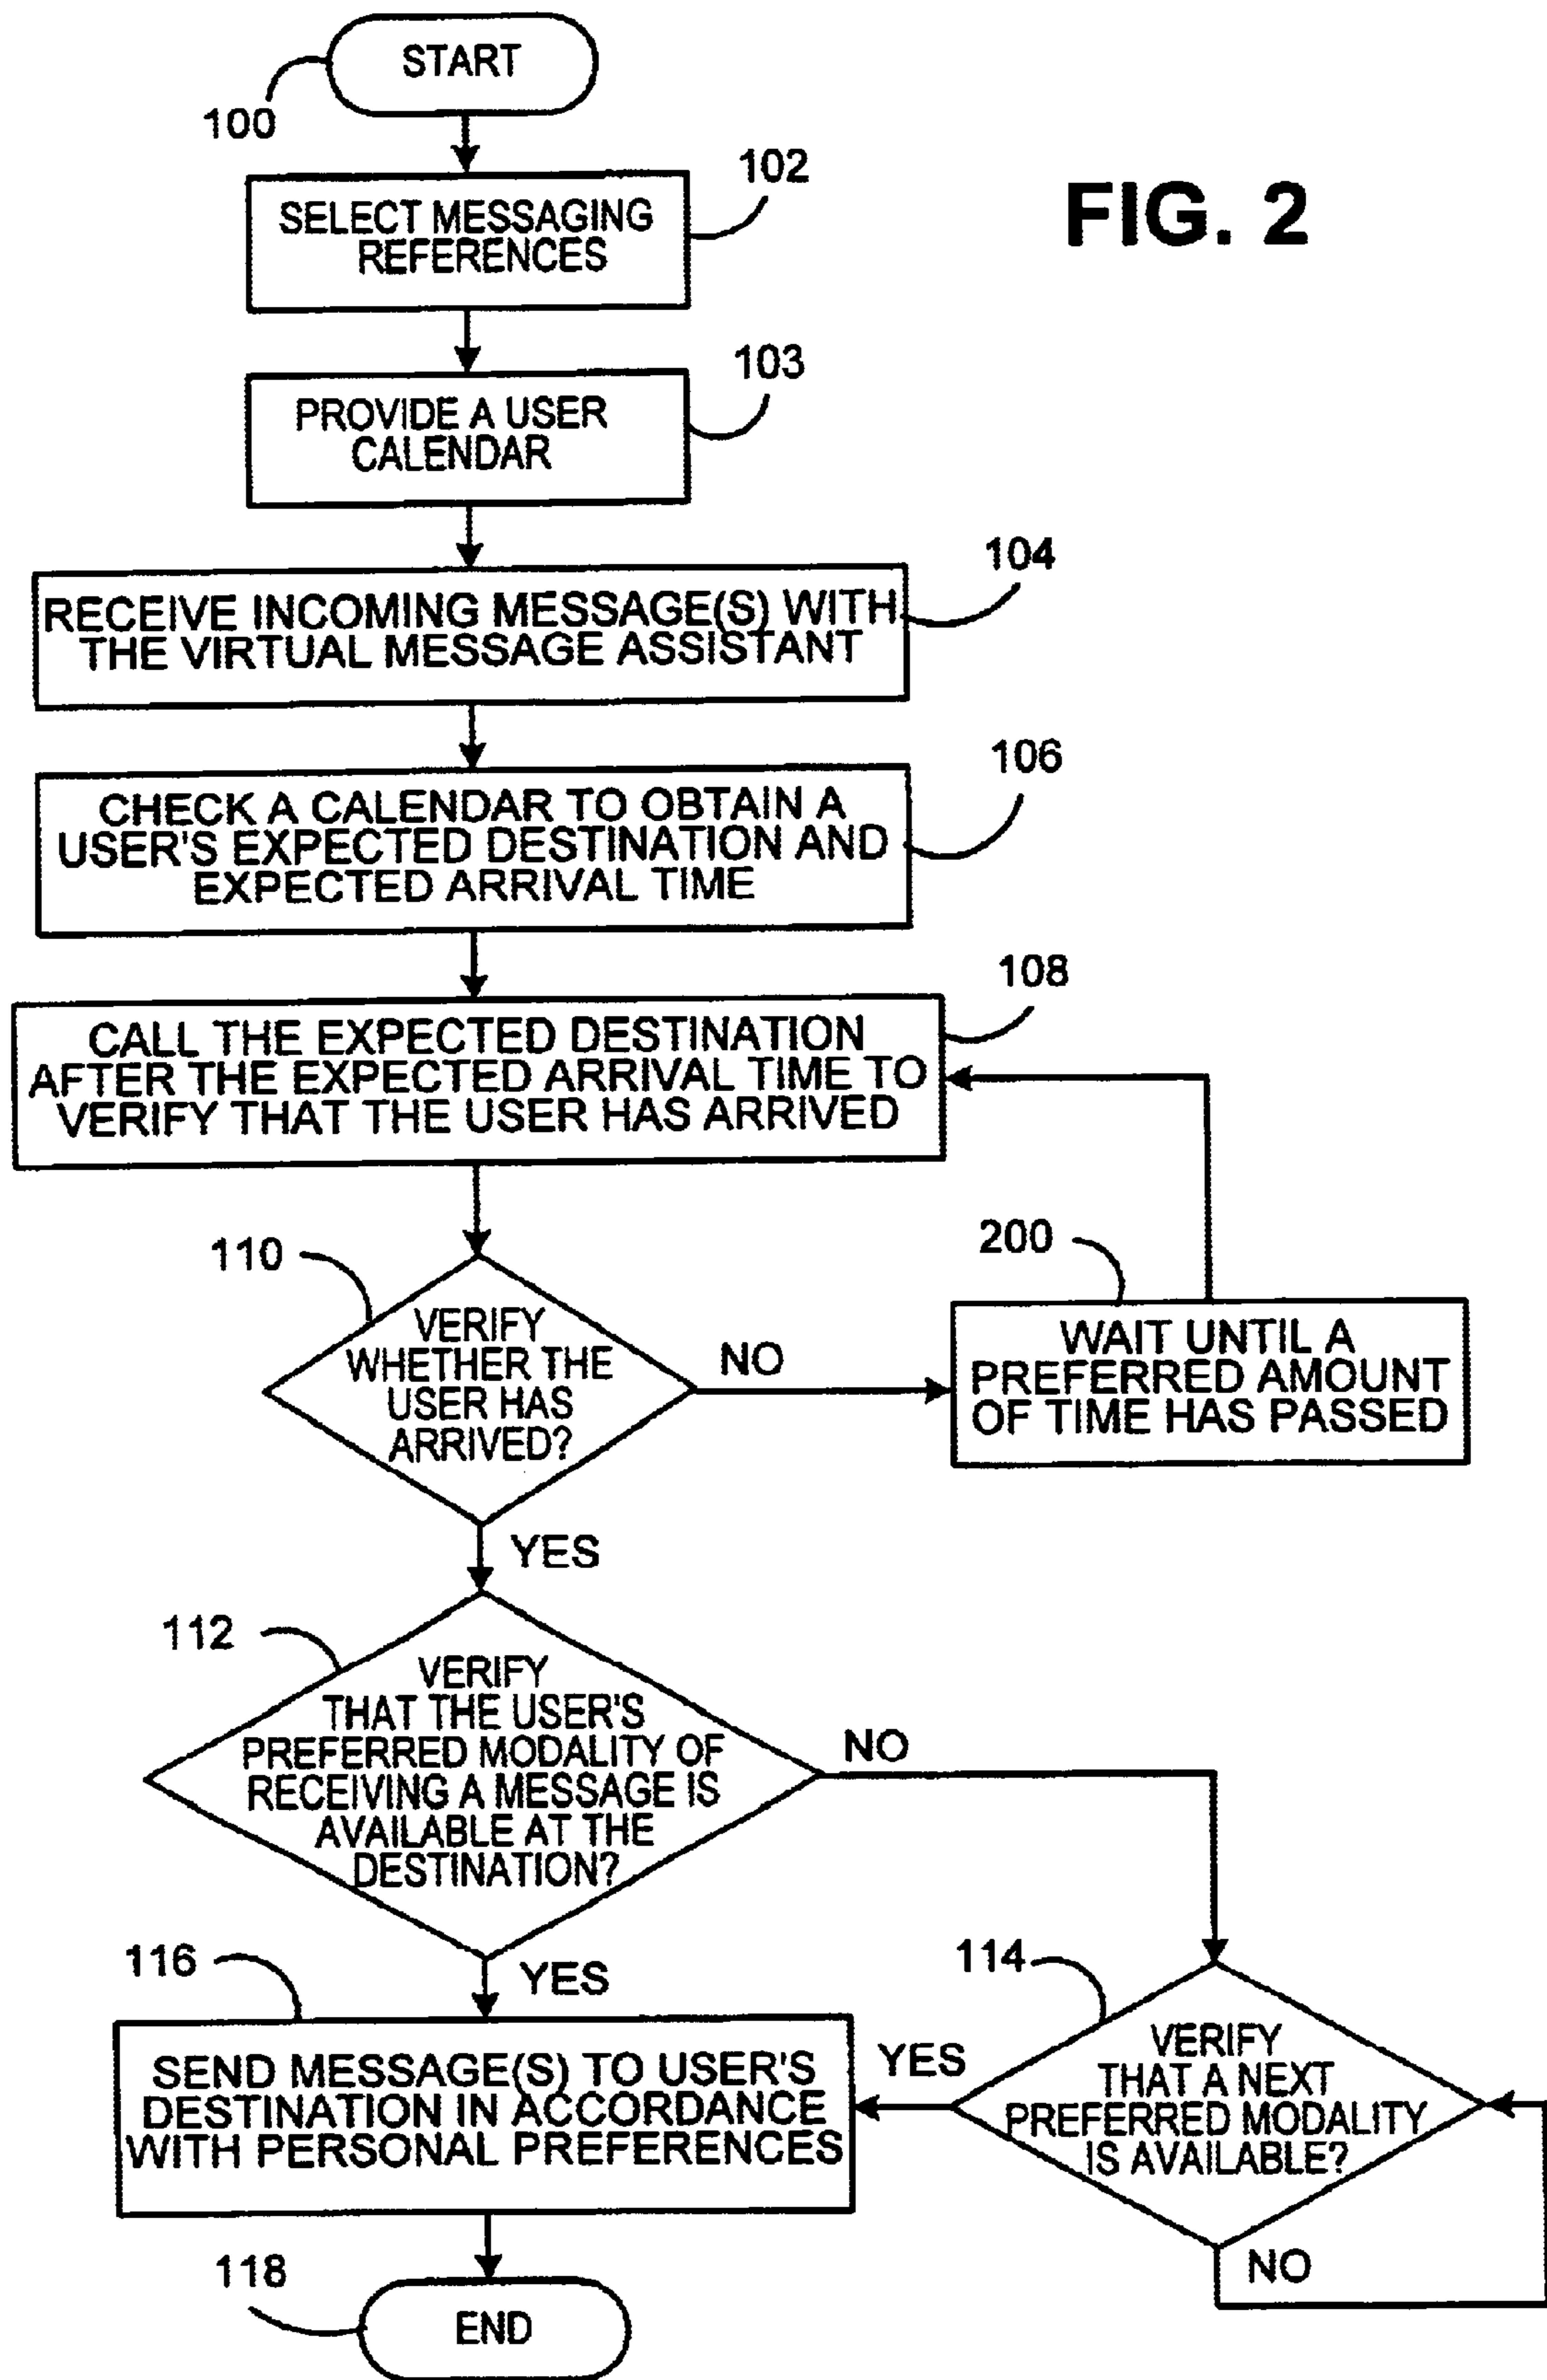 START
100
102
FIG. 2
SELECT MESSAGING
REFERENCES
103
PROVIDE A USER
CALENDAR
104
RECEIVE INCOMING MESSAGE(S) WITH
THE VIRTUAL MESSAGE ASSISTANT
106
CHECK A CALENDAR TO OBTAIN A
USER'S EXPECTED DESTINATION AND
EXPECTED ARRIVAL TIME
108
CALL THE EXPECTED DESTINATION
AFTER THE EXPECTED ARRIVAL TIME TO
VERIFY THAT THE USER HAS ARRIVED
110
VERIFY
WHETHER THE
USER HAS
ARRIVED?
NO
200
WAIT UNTIL A
PREFERRED AMOUNT
OF TIME HAS PASSED
YES
112
VERIFY
THAT THE USER'S
PREFERRED MODALITY OF
RECEIVING A MESSAGE IS
AVAILABLE AT THE
DESTINATION?
NO
YES
114
VERIFY
THAT A NEXT
PREFERRED MODALITY
IS AVAILABLE?
YES
NO
116
SEND MESSAGE(S) TO USER'S
DESTINATION IN ACCORDANCE
WITH PERSONAL PREFERENCES
118
END